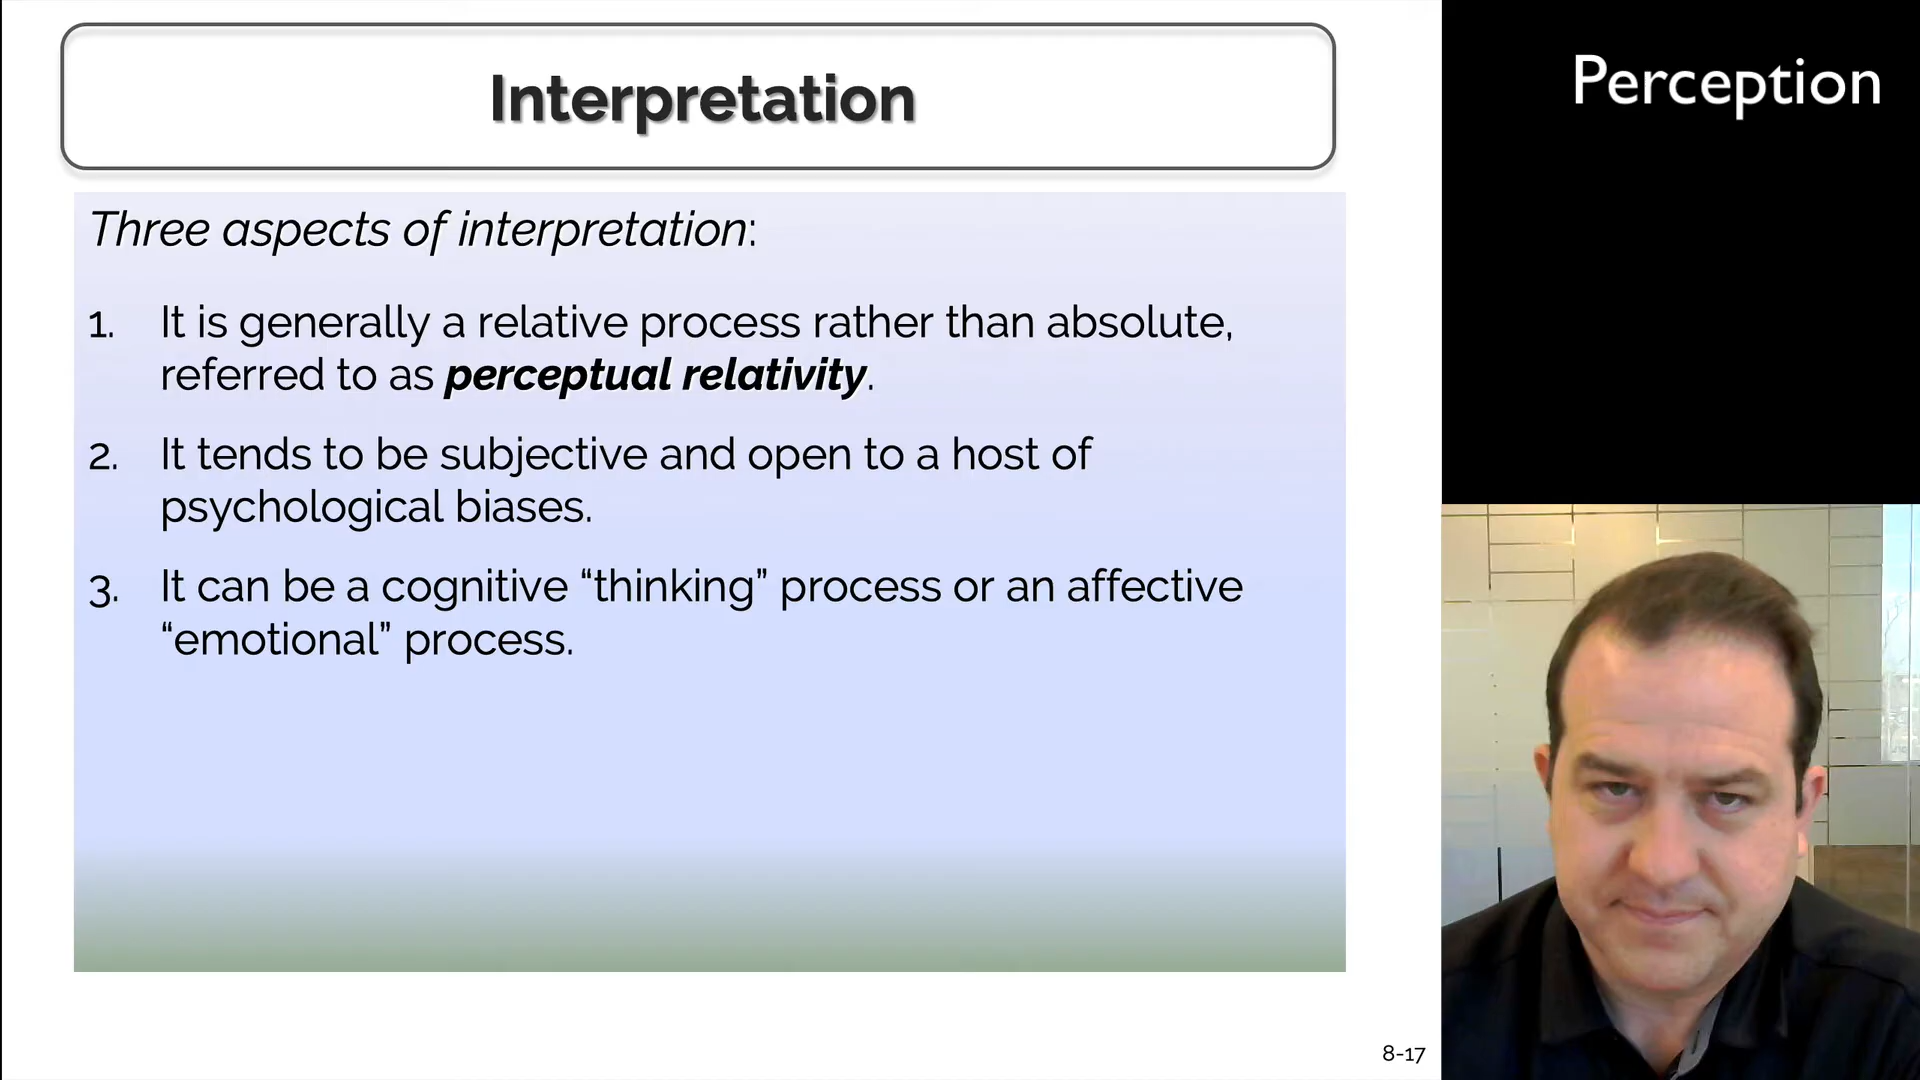 Interpretation
Perception
Three aspects of interpretation:
1. It is generally a relative process rather than absolute,
referred to as perceptual relativity.
2. It tends to be subjective and open to a host of
psychological biases.
3. It can be a cognitive “thinking” process or an affective
“emotional” process.
8-17